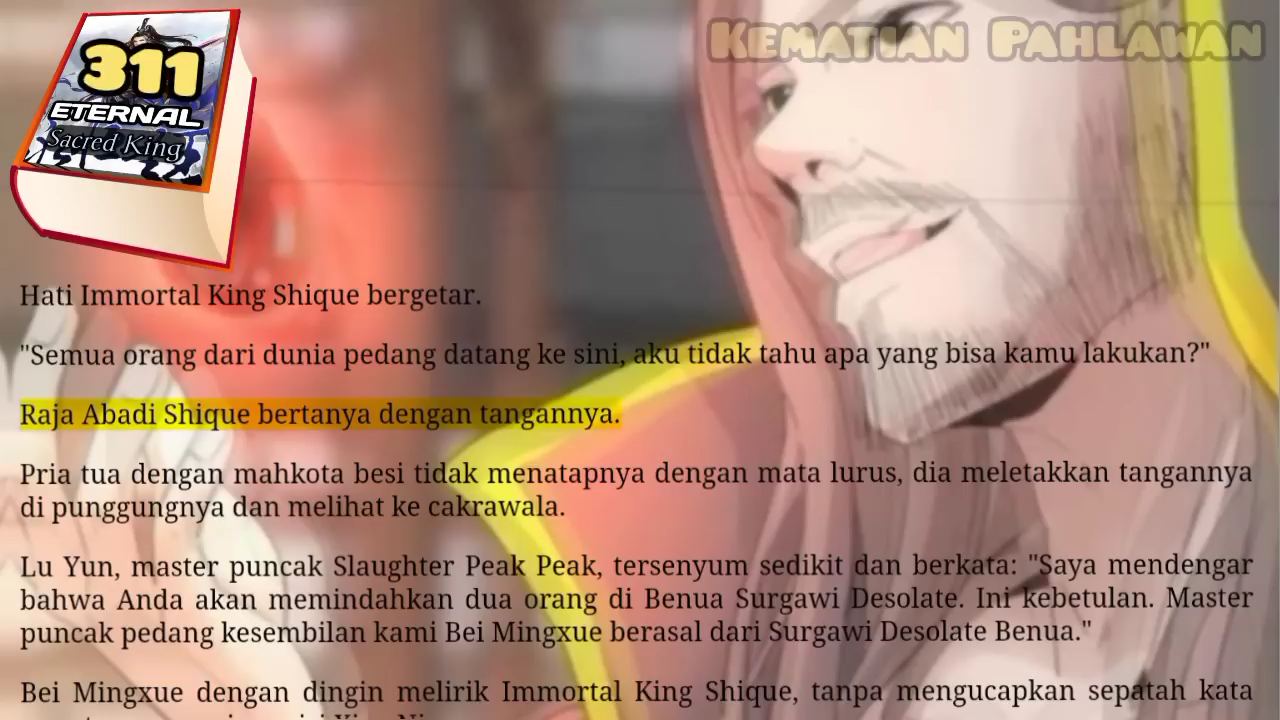 311
ETERNAL
Sacred King
KEMATIAN PAHLAWAN
Hati Immortal King Shique bergetar.
"Semua orang dari dunia pedang datang ke sini, aku tidak tahu apa yang bisa kamu lakukan?"
Raja Abadi Shique bertanya dengan tangannya.
Pria tua dengan mahkota besi tidak menatapnya dengan mata lurus, dia meletakkan tangannya
di punggungnya dan melihat ke cakrawala.
Lu Yun, master puncak Slaughter Peak Peak, tersenyum sedikit dan berkata: "Saya mendengar
bahwa Anda akan memindahkan dua orang di Benua Surgawi Desolate. Ini kebetulan. Master
puncak pedang kesembilan kami Bei Mingxue berasal dari Surgawi Desolate Benua."
Bei Mingxue dengan dingin melirik Immortal King Shique, tanpa mengucapkan sepatah kata